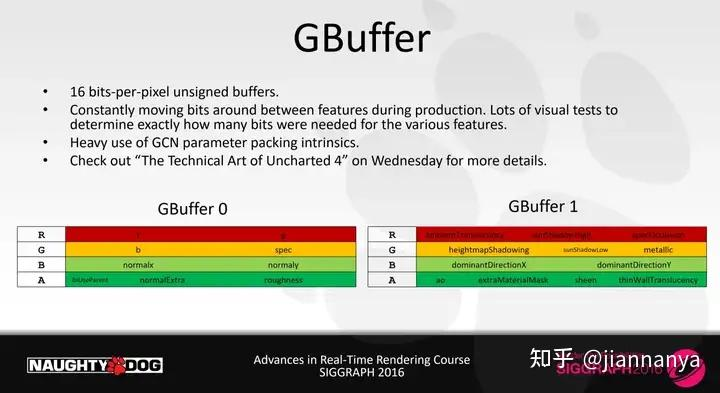 GBuffer
• 16 bits-per-pixel unsigned buffers.
• Constantly moving bits around between features during production. Lots of visual tests to
determine exactly how many bits were needed for the various features.
• Heavy use of GCN parameter packing intrinsics.
• Check out “The Technical Art of Uncharted 4” on Wednesday for more details.
GBuffer 0
R r g
G b spec
B normalx normaly
A iblUseParent normalExtra roughness
GBuffer 1
R ambientTranslucency sunShadowHigh specOcclusion
G heightmapShadowing sunShadowLow metallic
B dominantDirectionX dominantDirectionY
A ao extraMaterialMask sheen thinWallTranslucency
NAUGHTY DOG
Advances in Real-Time Rendering Course
SIGGRAPH 2016
知乎 @jiannanya
SIGGRAPH2016